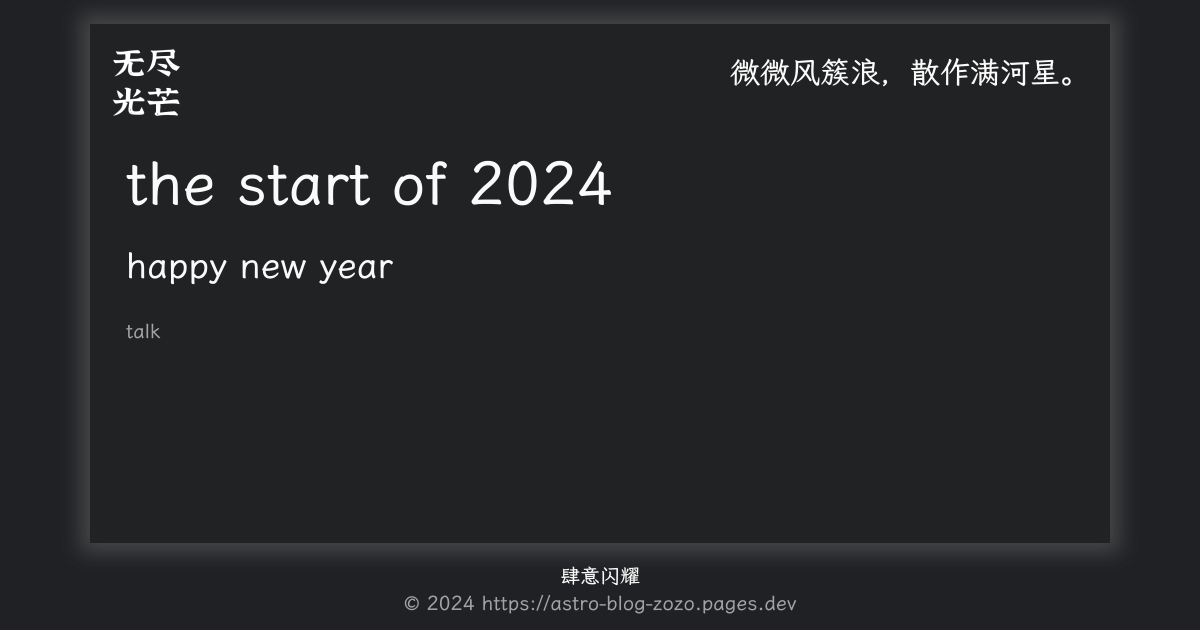 无尽
光芒
微微风簇浪，散作满河星。
the start of 2024
happy new year
talk
肆意闪耀
© 2024 https://astro-blog-zozo.pages.dev